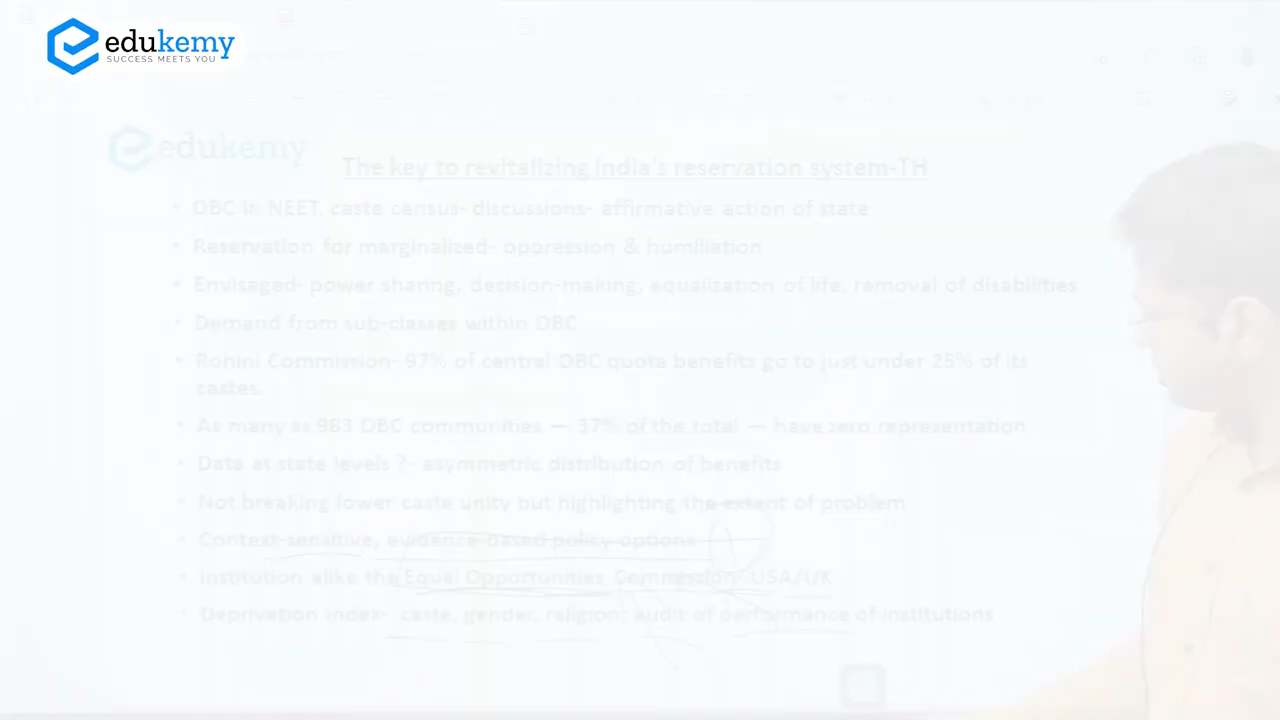 edukemy
SUCCESS MEETS YOU
edukemy
The key to revitalizing India's reservation system-TH
• OBC in NEET, caste census- discussions- affirmative action of state
• Reservation for marginalized- oppression & humiliation
• Envisaged- power sharing, decision-making, equalization of life, removal of disabilities
• Demand from sub-classes within OBC
• Rohini Commission- 97% of central OBC quota benefits go to just under 25% of its
castes.
• As many as 983 OBC communities — 37% of the total — have zero representation
• Data at state levels ?- asymmetric distribution of benefits
• Not breaking lower caste unity but highlighting the extent of problem
• Context-sensitive, evidence-based policy options
• Institution alike the Equal Opportunities Commission- USA/UK
• Deprivation index- caste, gender, religion; audit of performance of institutions